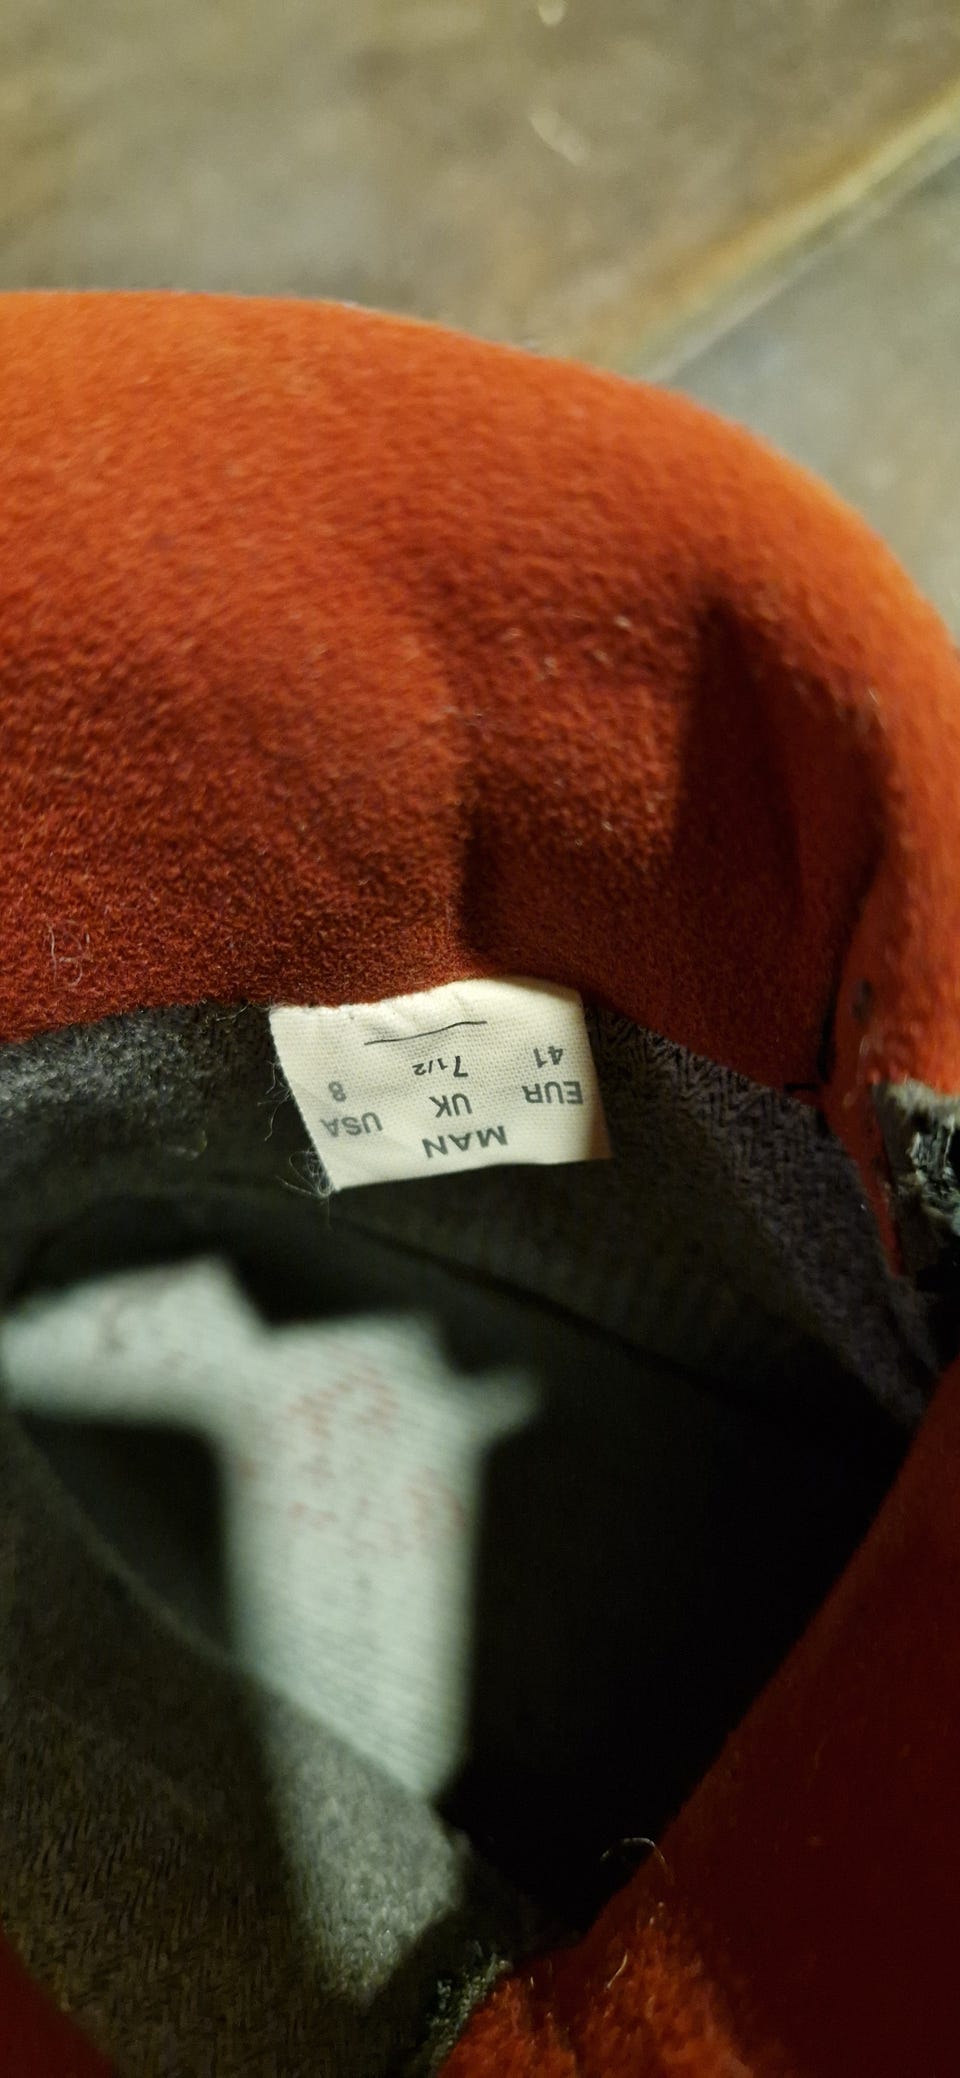 MAN
EUR UK USA
41 7 1/2 8